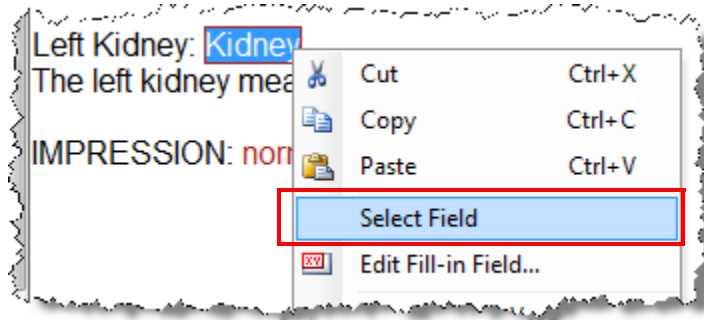 Left Kidney: Kidney
The left kidney mea
IMPRESSION: nor
Cut Ctrl+X
Copy Ctrl+C
Paste Ctrl+V
Select Field
Edit Fill-in Field...